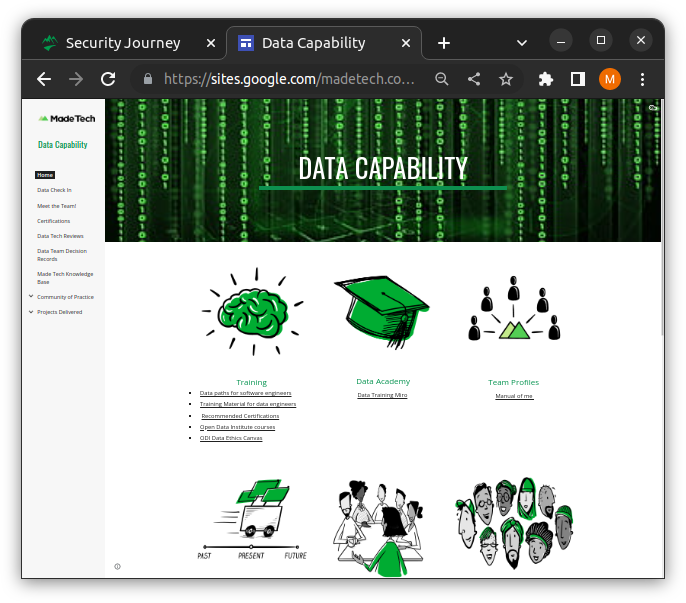 Security Journey
Data Capability
https://sites.google.com/madetech.co…
M
Made Tech
Data Capability
Home
Data Check In
Meet the Team!
Certifications
Data Tech Reviews
Data Team Decision
Records
Made Tech Knowledge
Base
Community of Practice
Projects Delivered
DATA CAPABILITY
Training
Data paths for software engineers
Training Material for data engineers
Recommended Certifications
Open Data Institute courses
ODI Data Ethics Canvas
Data Academy
Data Training Miro
Team Profiles
Manual of me
PAST PRESENT FUTURE